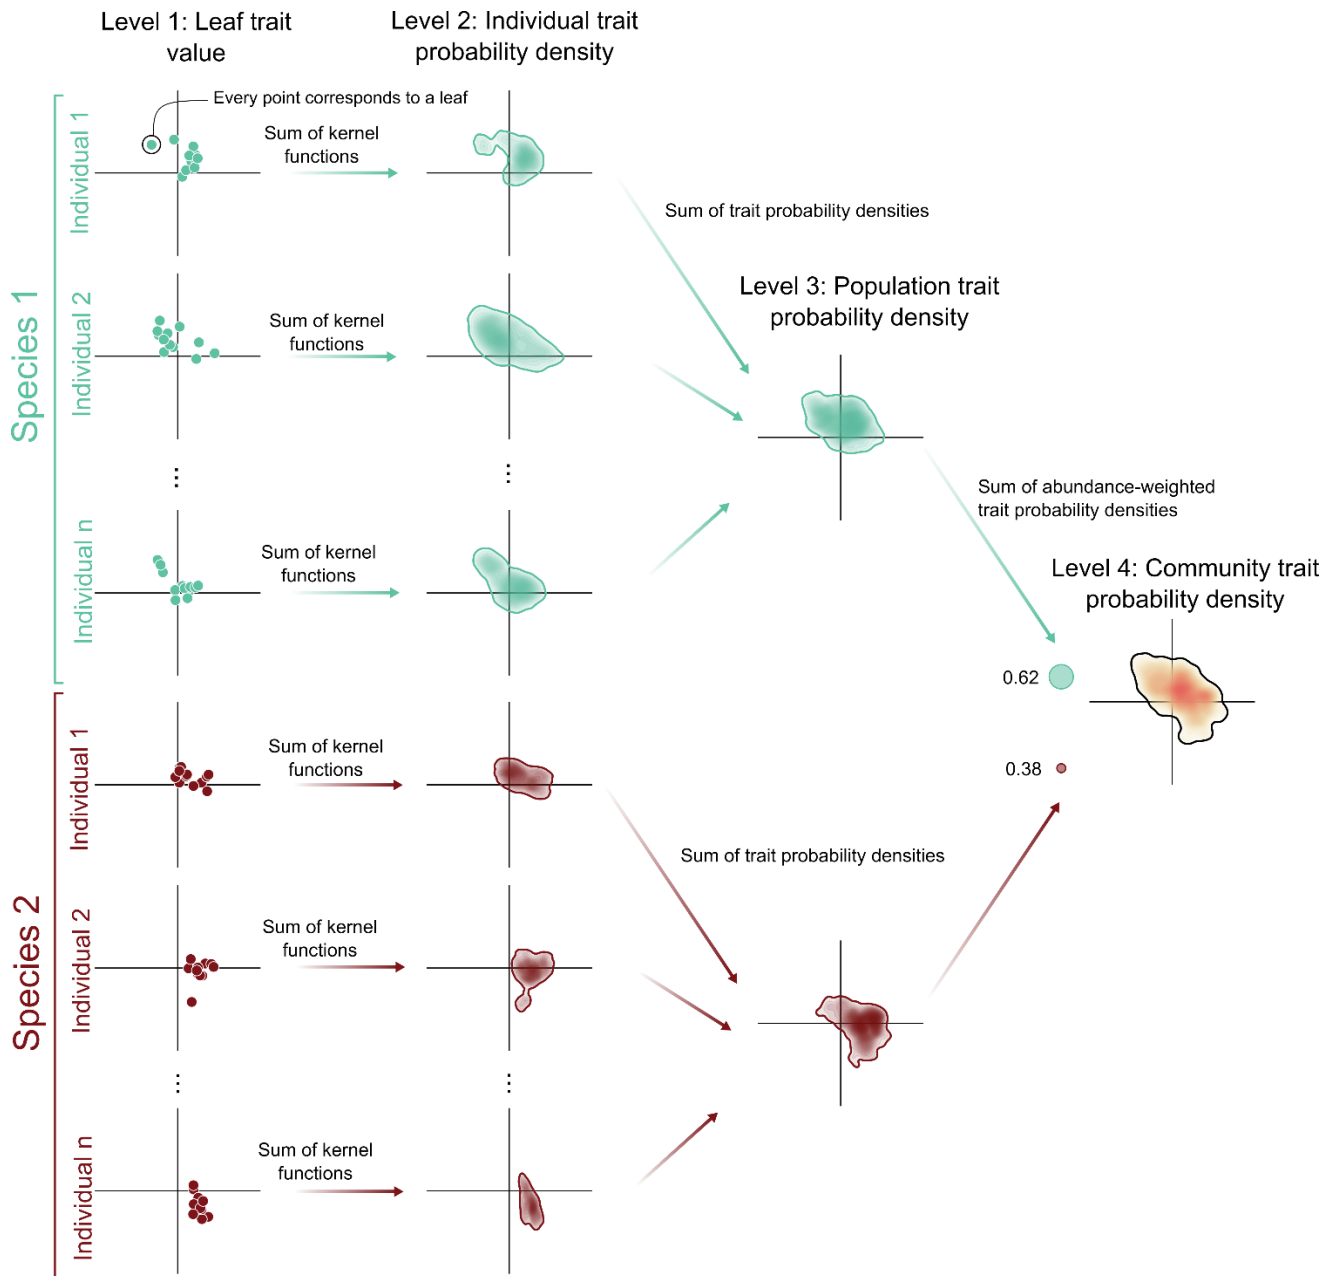 Level 1: Leaf trait
value
Level 2: Individual trait
probability density
Every point corresponds to a leaf
Species 1
Individual 1
Sum of kernel
functions
Sum of trait probability densities
Individual 2
Sum of kernel
functions
Level 3: Population trait
probability density
...
...
Individual n
Sum of kernel
functions
Sum of abundance-weighted
trait probability densities
Level 4: Community trait
probability density
0.62
0.38
Species 2
Individual 1
Sum of kernel
functions
Sum of trait probability densities
Individual 2
Sum of kernel
functions
...
...
Individual n
Sum of kernel
functions